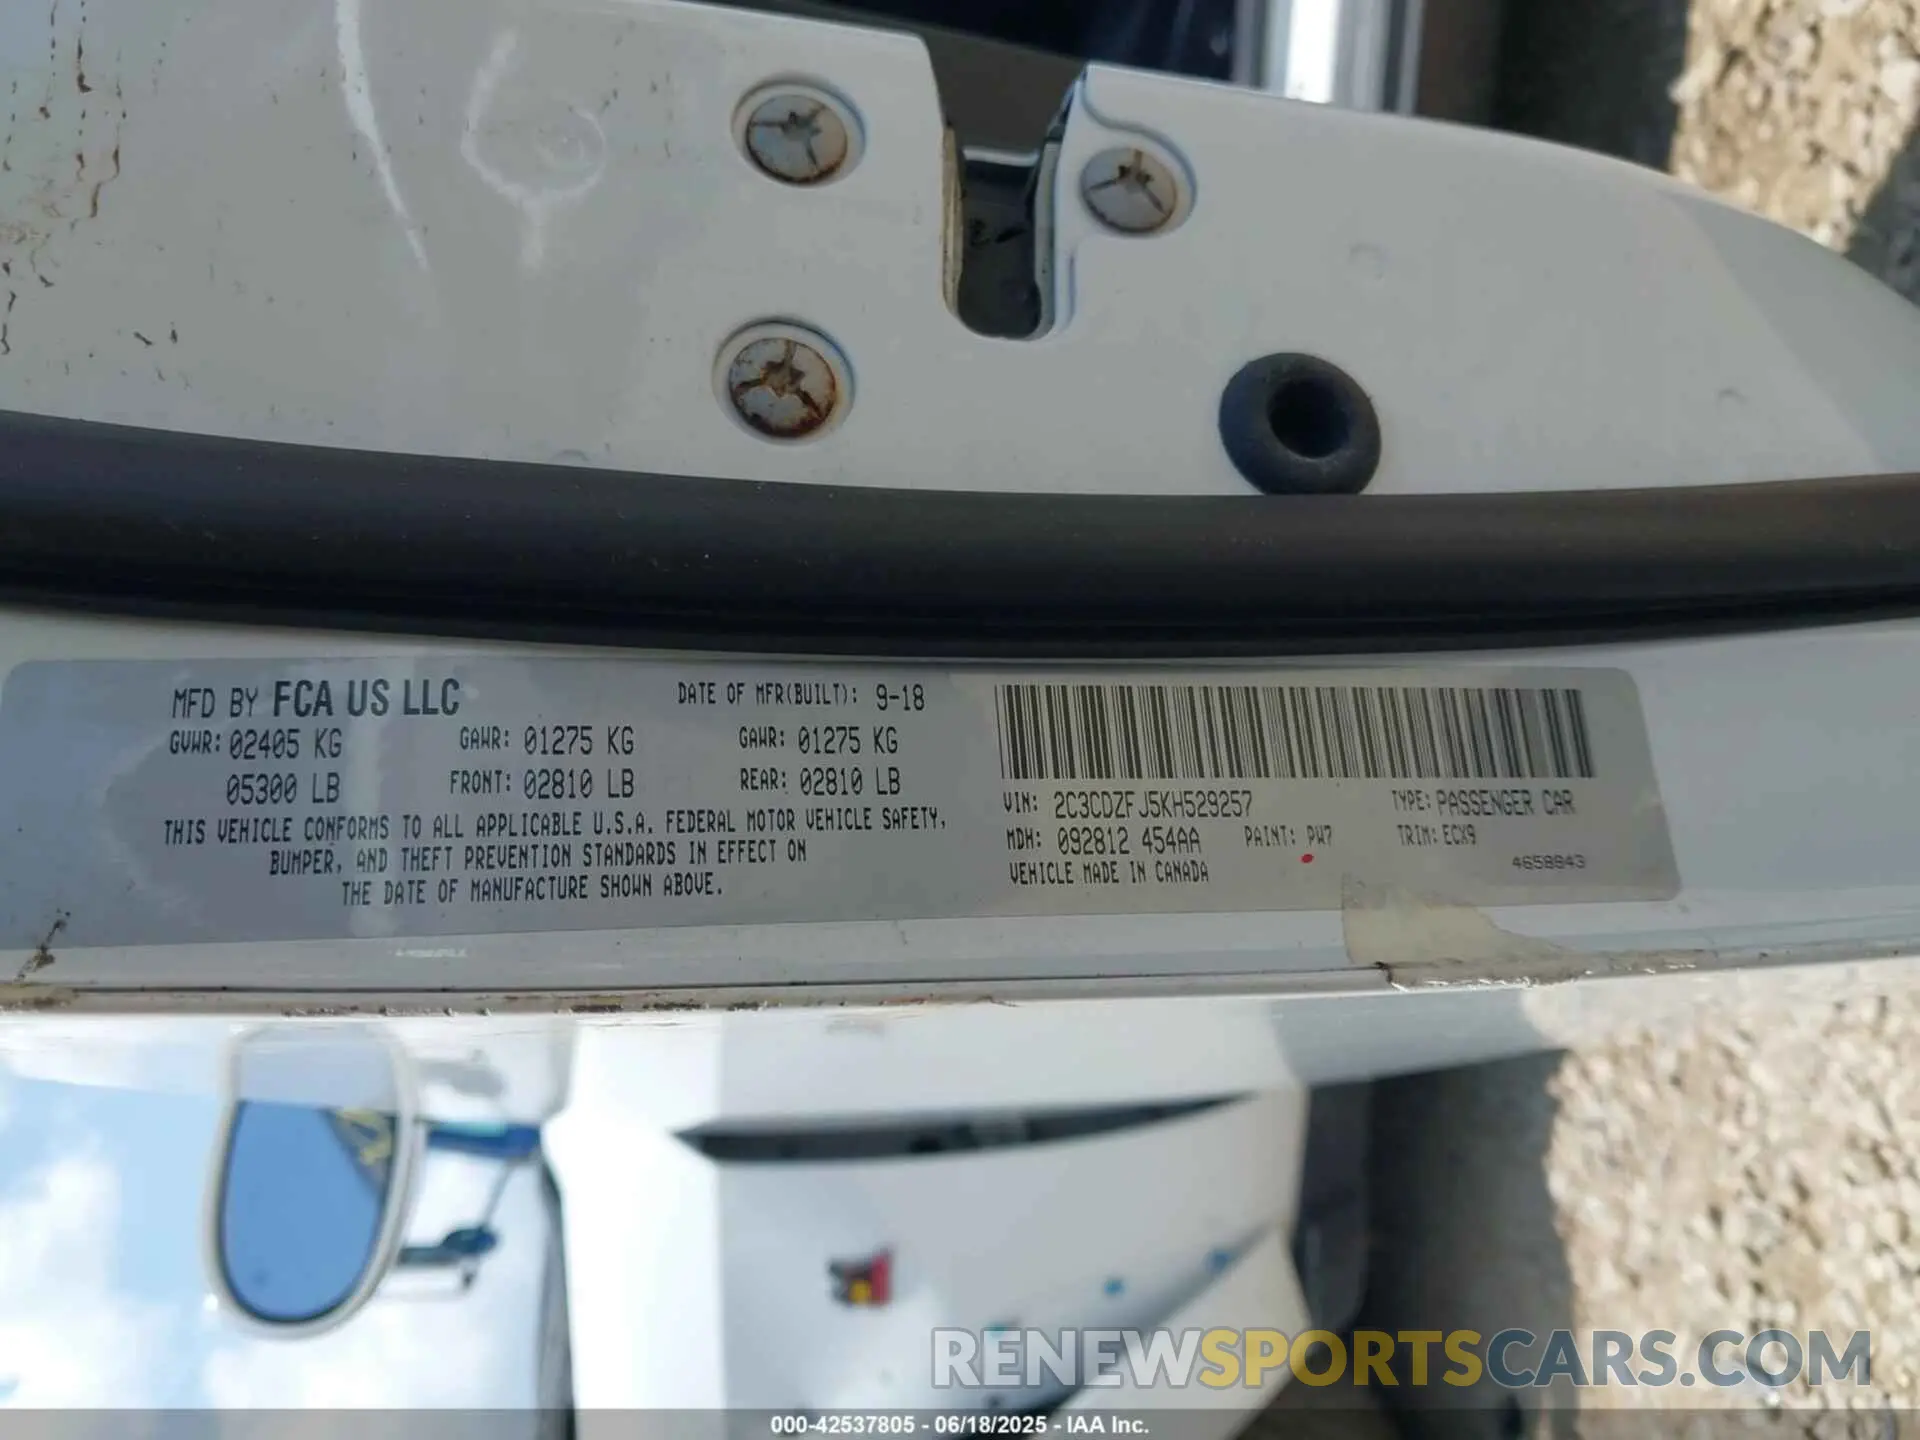 MFD BY FCA US LLC
DATE OF MFR(BUILT): 9-18
GVWR: 02405 KG
GAWR: 01275 KG
GAWR: 01275 KG
05300 LB
FRONT: 02810 LB
REAR: 02810 LB
THIS VEHICLE CONFORMS TO ALL APPLICABLE U.S.A. FEDERAL MOTOR VEHICLE SAFETY,
BUMPER, AND THEFT PREVENTION STANDARDS IN EFFECT ON
THE DATE OF MANUFACTURE SHOWN ABOVE.
VIN: 2C3CDZFJ5KH529257
TYPE: PASSENGER CAR
MDH: 092812 454AA
PAINT: PW7
TRIM: ECX9
VEHICLE MADE IN CANADA
4658943
RENEWSPORTSCARS.COM
000-42537805 - 06/18/2025 - IAA Inc.